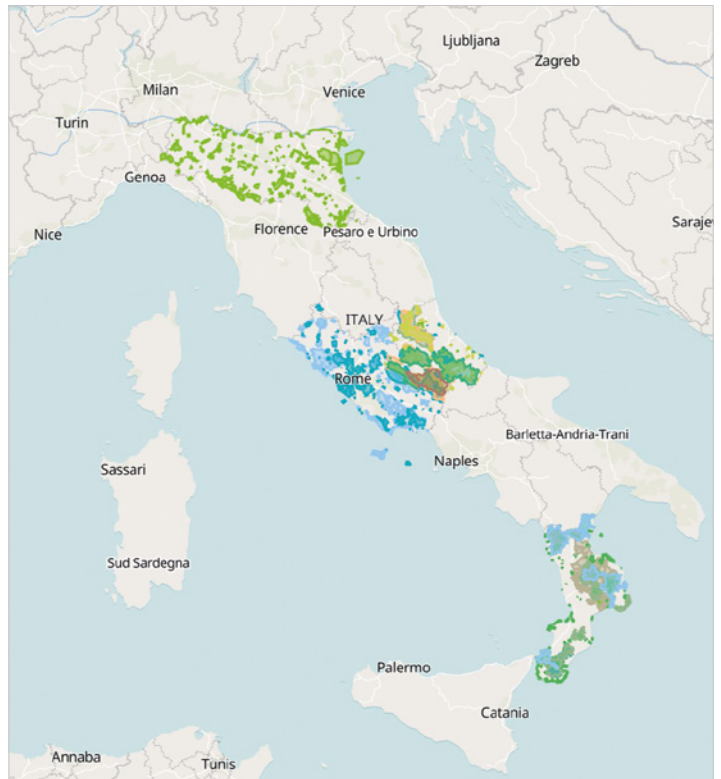 Ljubljana
Zagreb
Milan
Venice
Turin
Genoa
Florence
Pesaro e Urbino
Nice
ITALY
Rome
Barletta-Andria-Trani
Naples
Sassari
Sud Sardegna
Palermo
Catania
Annaba
Tunis